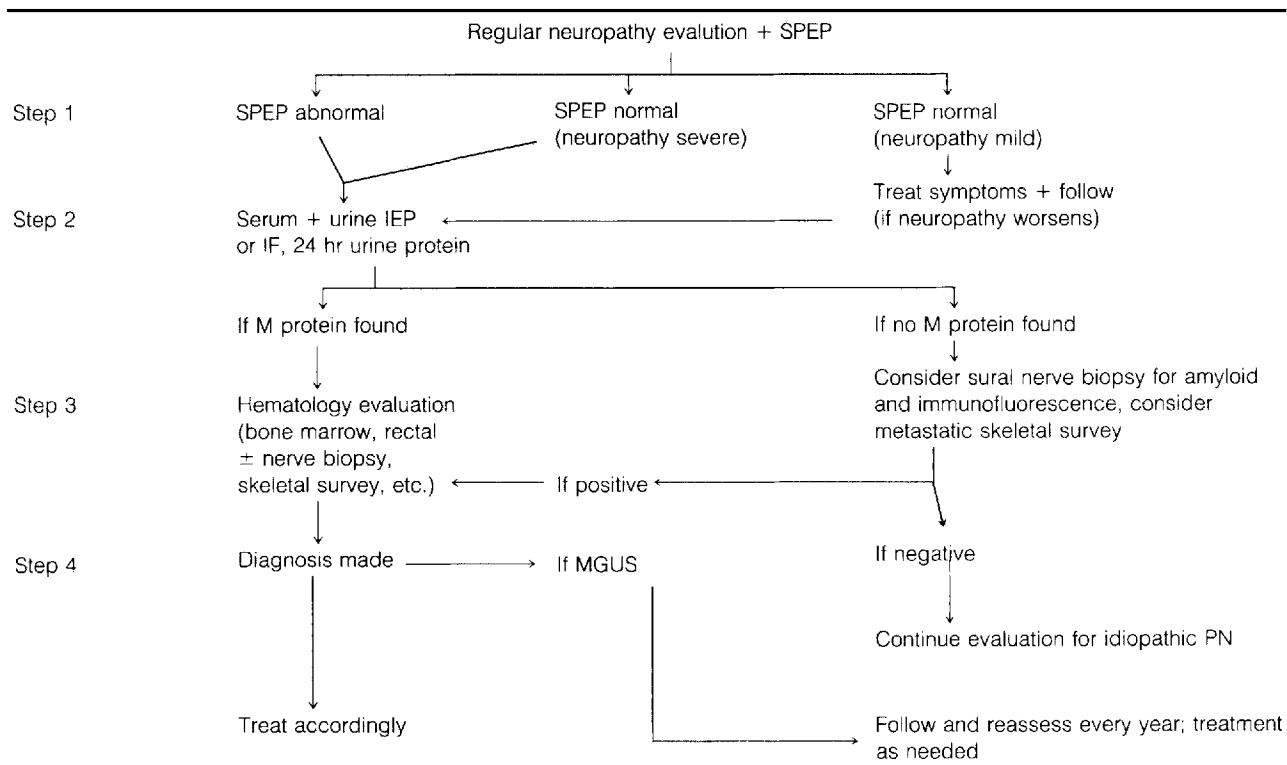 Regular neuropathy evalution + SPEP
Step 1
SPEP abnormal
SPEP normal
(neuropathy severe)
SPEP normal
(neuropathy mild)
Treat symptoms + follow
(if neuropathy worsens)
Step 2
Serum + urine IEP
or IF, 24 hr urine protein
If M protein found
If no M protein found
Step 3
Hematology evaluation
(bone marrow, rectal
± nerve biopsy,
skeletal survey, etc.)
Consider sural nerve biopsy for amyloid
and immunofluorescence, consider
metastatic skeletal survey
If positive
Step 4
Diagnosis made
If MGUS
If negative
Continue evaluation for idiopathic PN
Treat accordingly
Follow and reassess every year; treatment
as needed